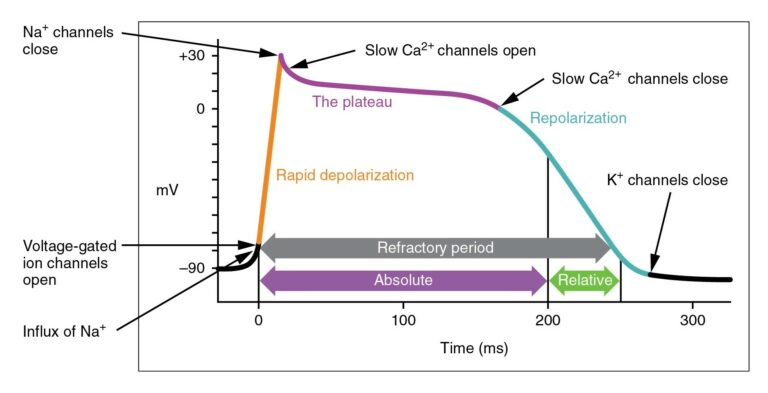 Na⁺ channels
close
+30
Slow Ca²⁺ channels open
Slow Ca²⁺ channels close
The plateau
0
Repolarization
Rapid depolarization
K⁺ channels close
mV
Voltage-gated
ion channels
open
Refractory period
–90
Absolute
Relative
Influx of Na⁺
0
100
200
300
Time (ms)